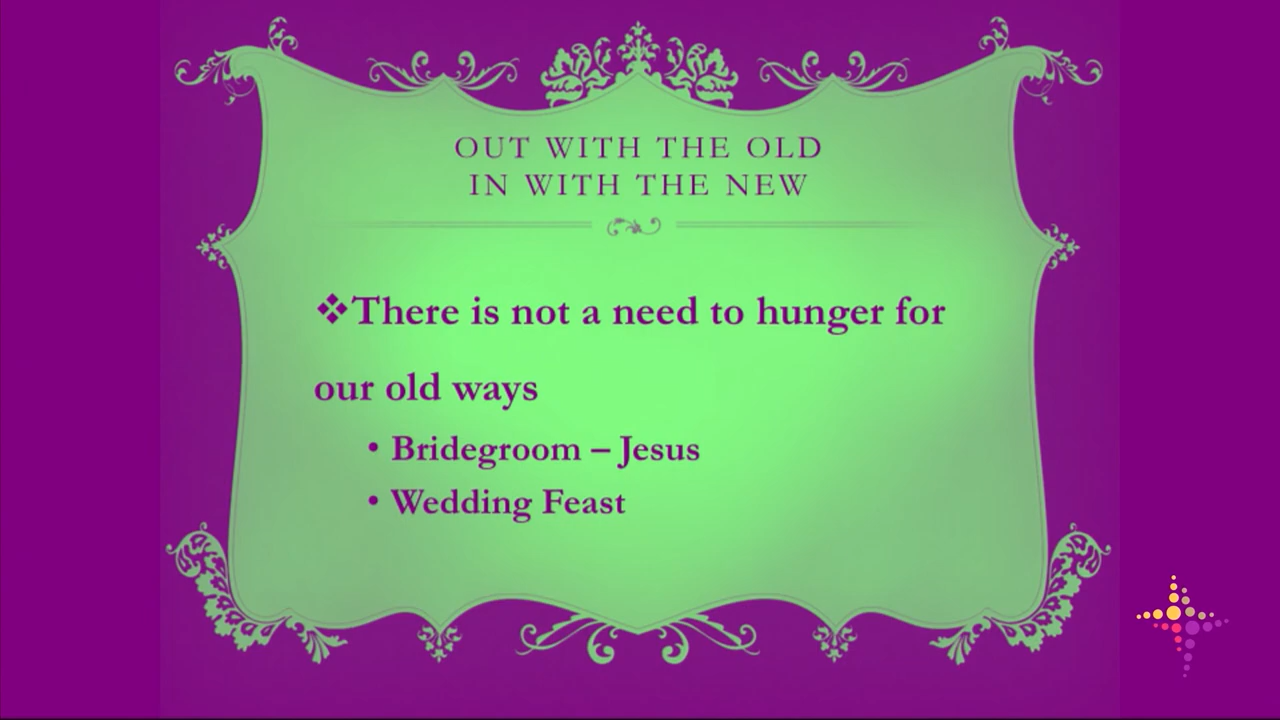 OUT WITH THE OLD
IN WITH THE NEW
❖There is not a need to hunger for
our old ways
• Bridegroom – Jesus
• Wedding Feast